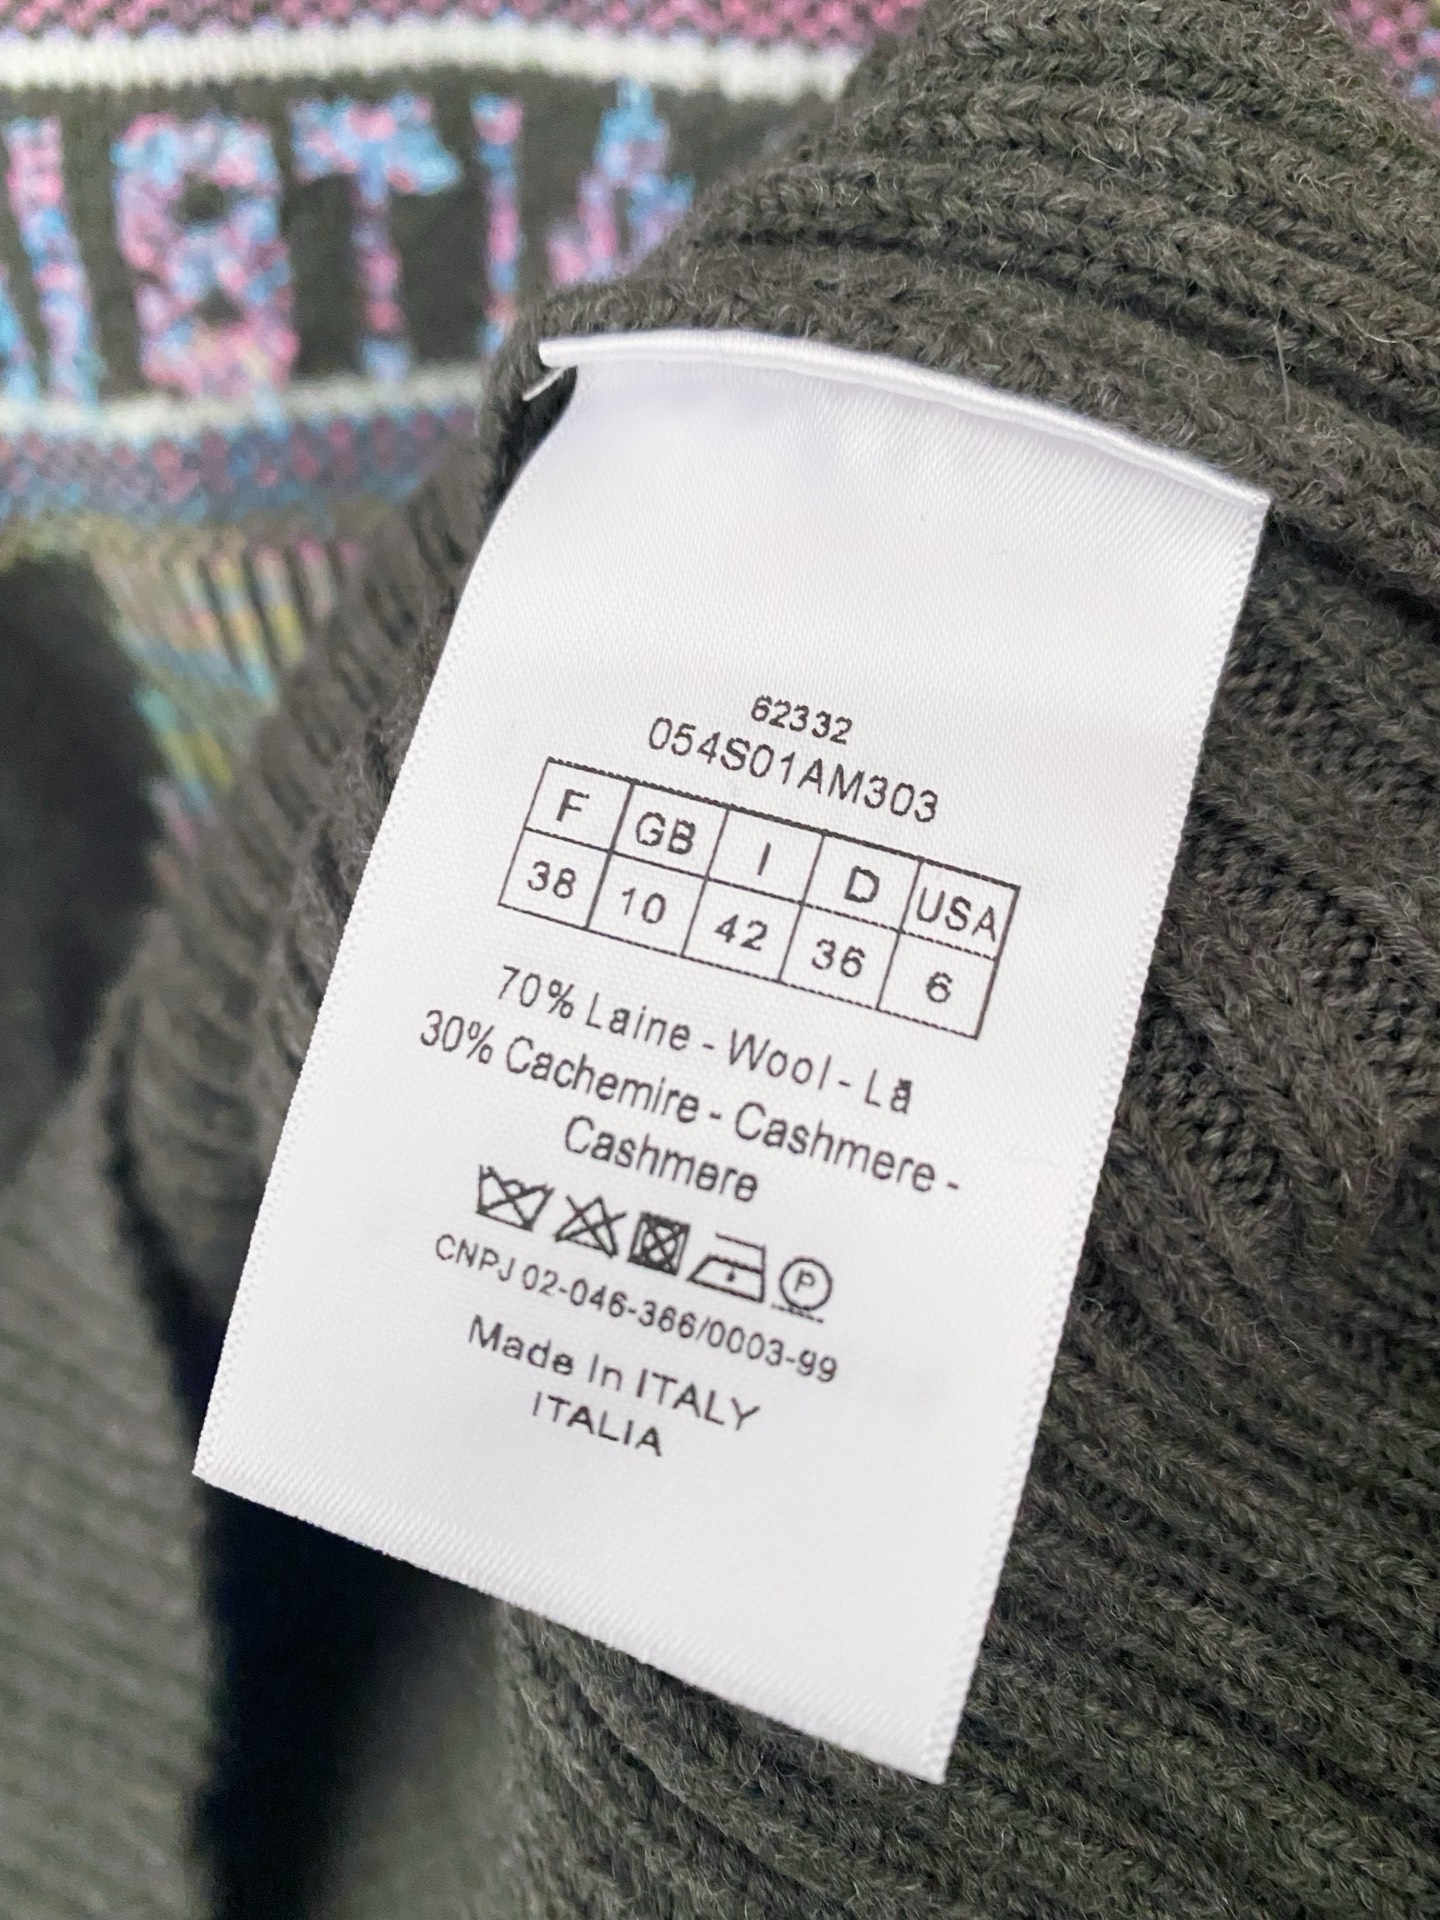 62332
054S01AM303
F GB I D USA
38 10 42 36 6
70% Laine - Wool - Lã
30% Cachemire - Cashmere -
Cashmere
P
CNPJ 02-046-366/0003-99
Made In ITALY
ITALIA